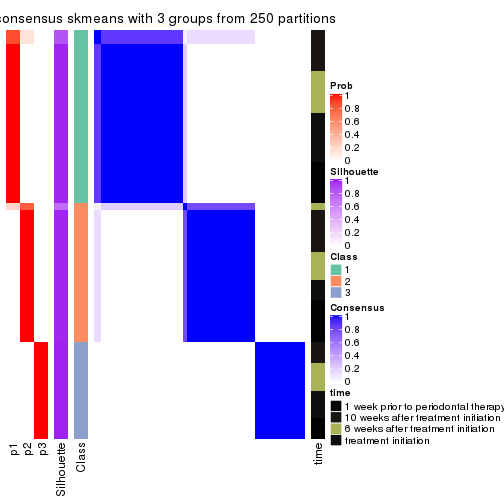 consensus skmeans with 3 groups from 250 partitions
p1
p2
p3
Silhouette
Class
time
Prob
1
0.8
0.6
0.4
0.2
0
Silhouette
1
0.8
0.6
0.4
0.2
0
Class
1
2
3
Consensus
1
0.8
0.6
0.4
0.2
0
time
1 week prior to periodontal therapy
10 weeks after treatment initiation
6 weeks after treatment initiation
treatment initiation